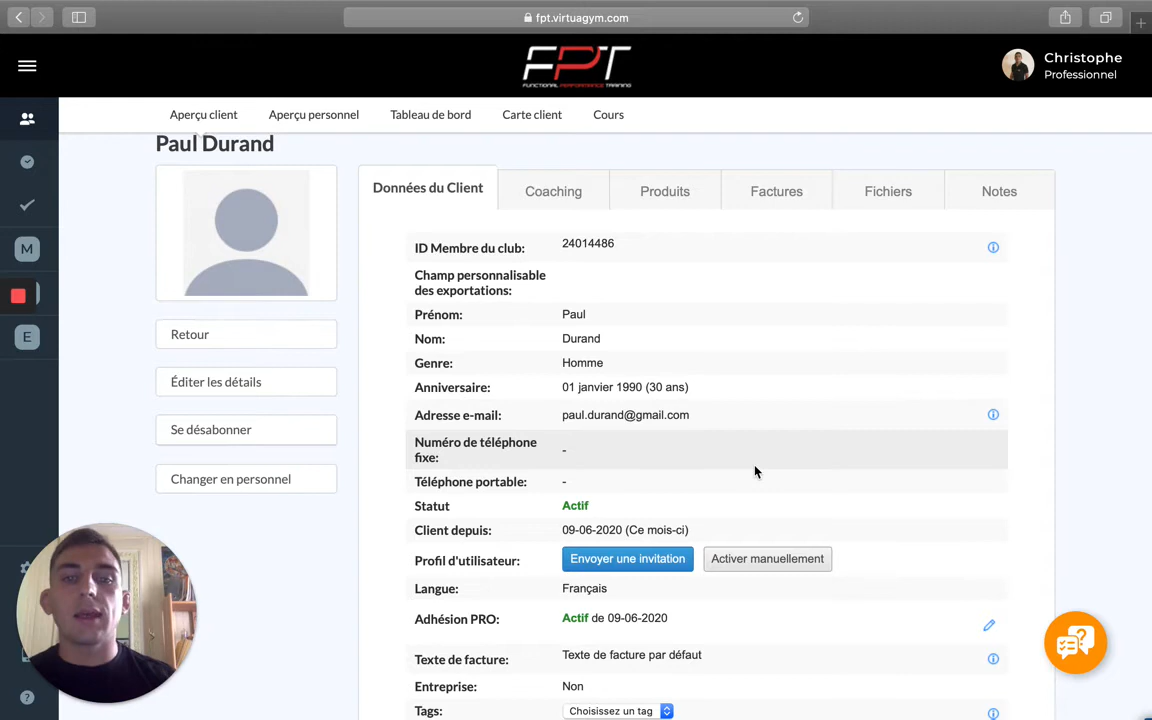 fpt.virtuagym.com
FPT
FUNCTIONAL PERFORMANCE TRAINING
Christophe
Professionnel
Aperçu client
Aperçu personnel
Tableau de bord
Carte client
Cours
Paul Durand
Données du Client
Coaching
Produits
Factures
Fichiers
Notes
M
E
Retour
Éditer les détails
Se désabonner
Changer en personnel
ID Membre du club: 24014486
Champ personnalisable
des exportations:
Prénom: Paul
Nom: Durand
Genre: Homme
Anniversaire: 01 janvier 1990 (30 ans)
Adresse e-mail: paul.durand@gmail.com
Numéro de téléphone
fixe: -
Téléphone portable: -
Statut Actif
Client depuis: 09-06-2020 (Ce mois-ci)
Profil d'utilisateur: Envoyer une invitation Activer manuellement
Langue: Français
Adhésion PRO: Actif de 09-06-2020
Texte de facture: Texte de facture par défaut
Entreprise: Non
Tags: Choisissez un tag